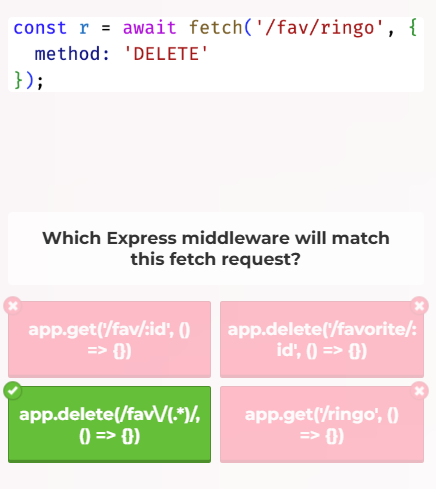 const r = await fetch('/fav/ringo', {
  method: 'DELETE'
});
Which Express middleware will match
this fetch request?
app.get('/fav/:id', ()
=> {})
app.delete('/favorite/:
id', () => {})
app.delete(/fav\/(.*)/,
() => {})
app.get('/ringo', ()
=> {})